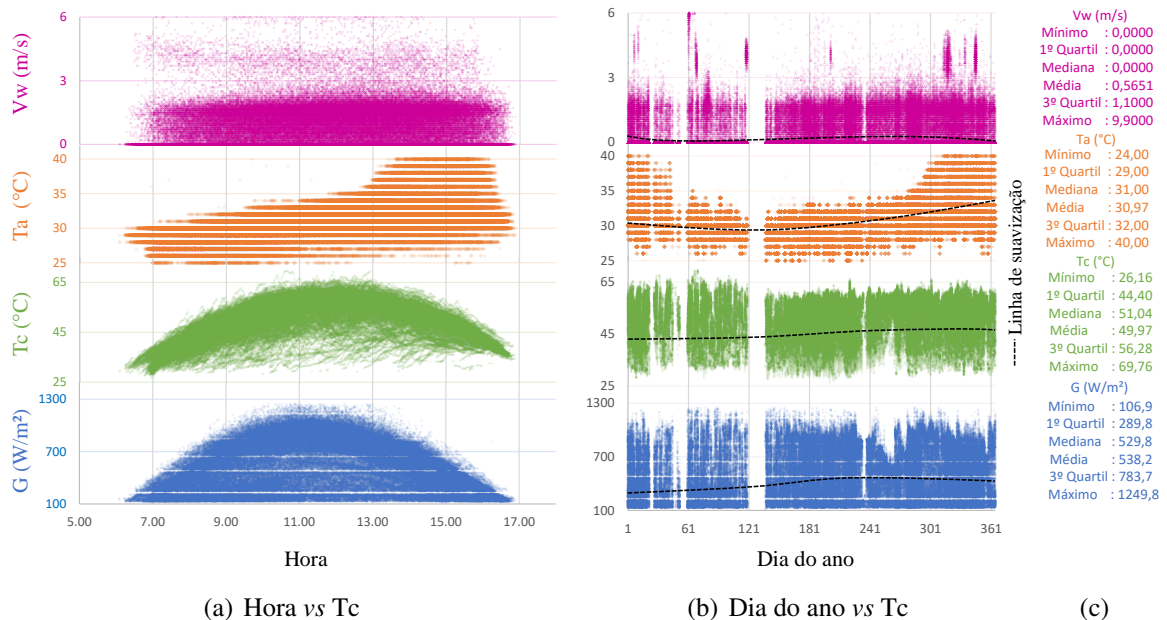 6
3
0
Vw (m/s)
40
35
30
25
Ta (°C)
65
45
25
Tc (°C)
1300
700
100
G (W/m²)
5.00 7.00 9.00 11.00 13.00 15.00 17.00
Hora
(a) Hora vs Tc
6
3
0
40
35
30
25
65
45
25
1300
700
100
1 61 121 181 241 301 361
Dia do ano
(b) Dia do ano vs Tc
----- Linha de suavização
Vw (m/s)
Mínimo : 0,0000
1º Quartil : 0,0000
Mediana : 0,0000
Média : 0,5651
3º Quartil : 1,1000
Máximo : 9,9000
Ta (°C)
Mínimo : 24,00
1º Quartil : 29,00
Mediana : 31,00
Média : 30,97
3º Quartil : 32,00
Máximo : 40,00
Tc (°C)
Mínimo : 26,16
1º Quartil : 44,40
Mediana : 51,04
Média : 49,97
3º Quartil : 56,28
Máximo : 69,76
G (W/m²)
Mínimo : 106,9
1º Quartil : 289,8
Mediana : 529,8
Média : 538,2
3º Quartil : 783,7
Máximo : 1249,8
(c)